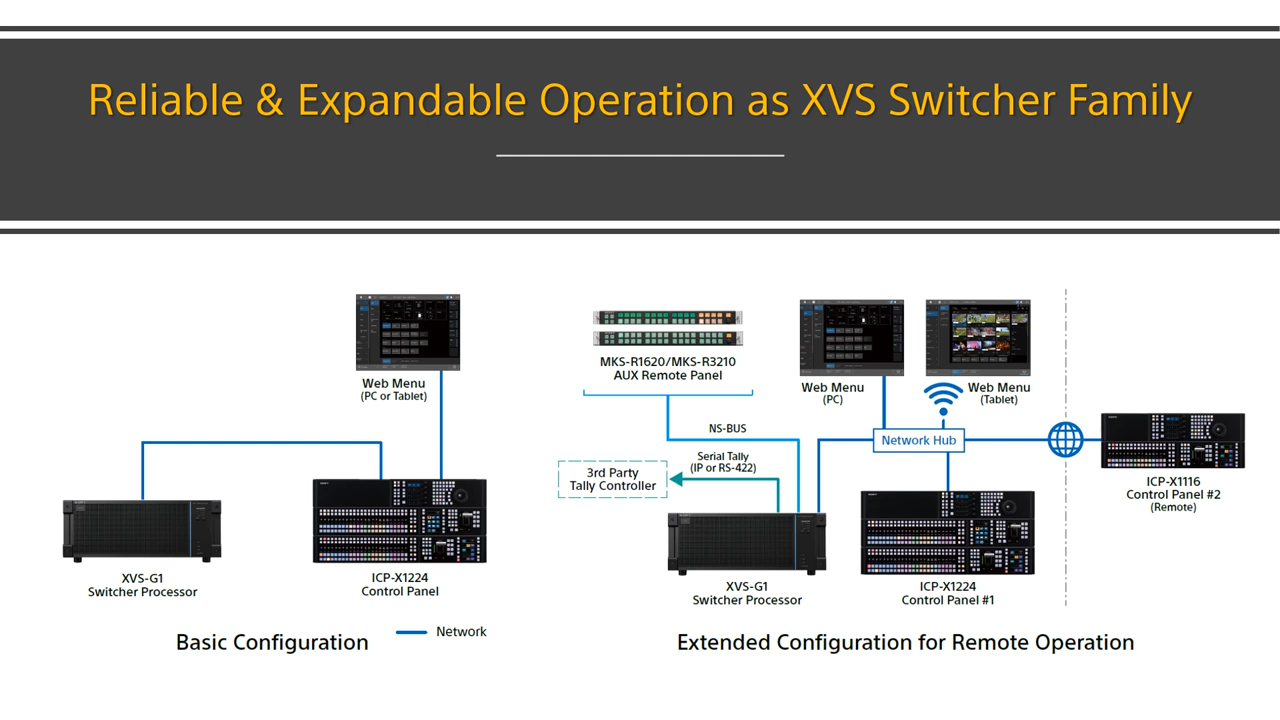 Reliable & Expandable Operation as XVS Switcher Family
Web Menu
(PC or Tablet)
XVS-G1
Switcher Processor
ICP-X1224
Control Panel
Basic Configuration
Network
MKS-R1620/MKS-R3210
AUX Remote Panel
NS-BUS
Serial Tally
(IP or RS-422)
3rd Party
Tally Controller
Web Menu
(PC)
Web Menu
(Tablet)
Network Hub
XVS-G1
Switcher Processor
ICP-X1224
Control Panel #1
ICP-X1116
Control Panel #2
(Remote)
Extended Configuration for Remote Operation